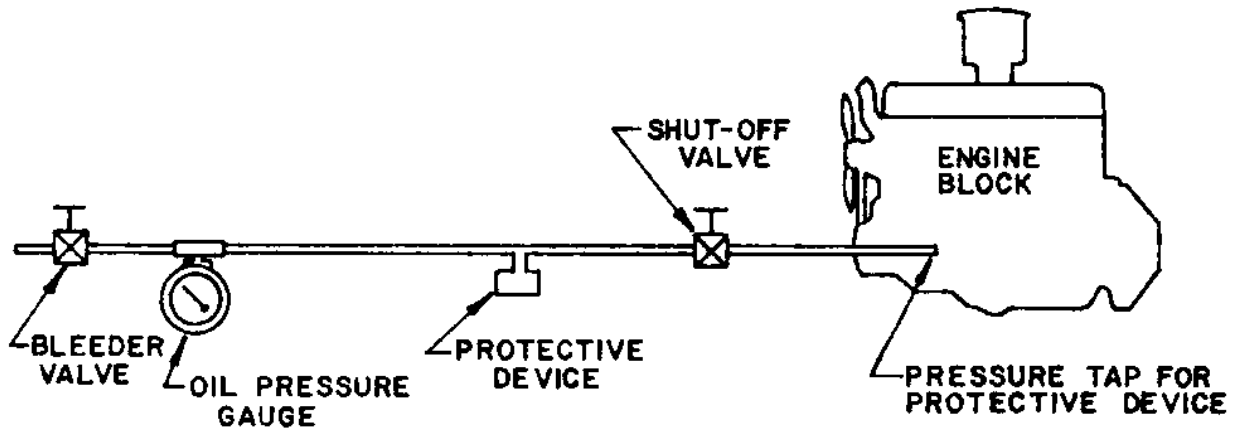 SHUT-OFF
VALVE
ENGINE
BLOCK
BLEEDER
VALVE
OIL PRESSURE
GAUGE
PROTECTIVE
DEVICE
PRESSURE TAP FOR
PROTECTIVE DEVICE